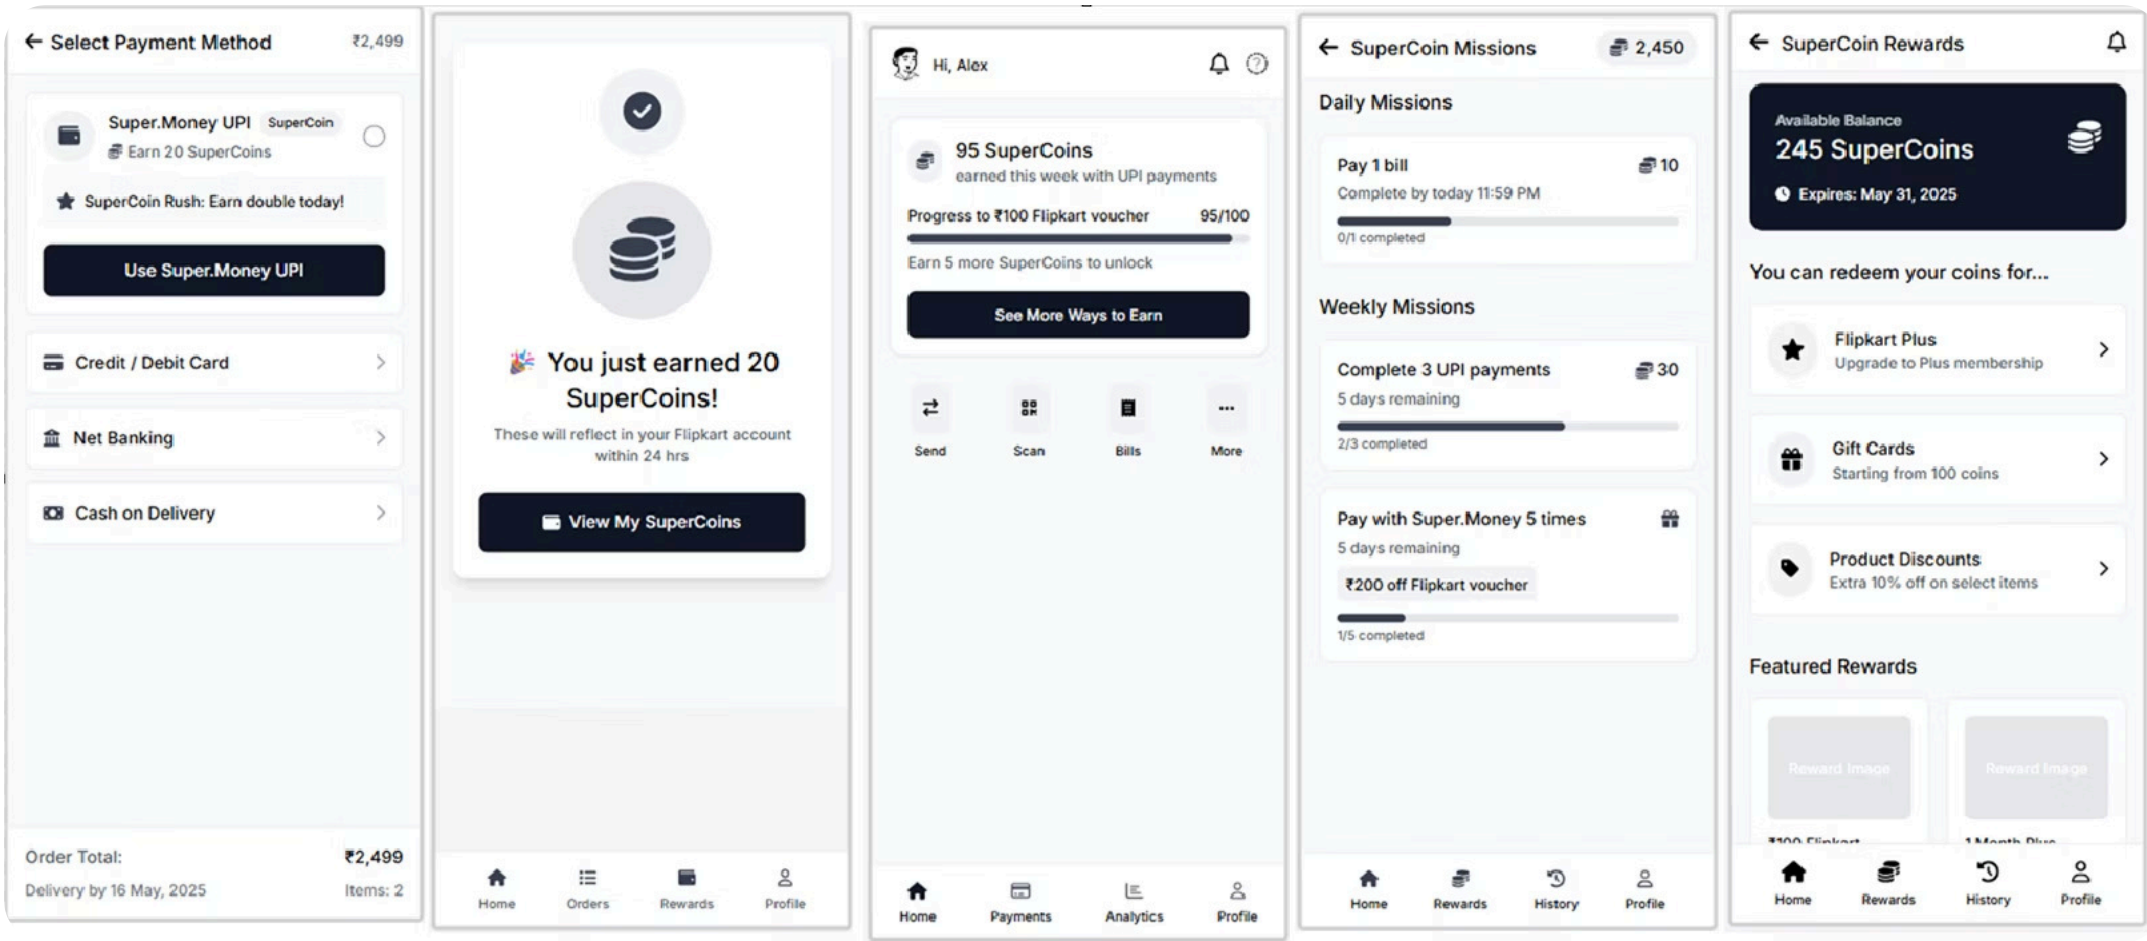 Select Payment Method ₹2,499
Super.Money UPI SuperCoin
Earn 20 SuperCoins
SuperCoin Rush: Earn double today!
Use Super.Money UPI
Credit / Debit Card
Net Banking
Cash on Delivery
Order Total: ₹2,499
Delivery by 16 May, 2025 Items: 2
You just earned 20
SuperCoins!
These will reflect in your Flipkart account
within 24 hrs
View My SuperCoins
Home Orders Rewards Profile
Hi, Alex
95 SuperCoins
earned this week with UPI payments
Progress to ₹100 Flipkart voucher 95/100
Earn 5 more SuperCoins to unlock
See More Ways to Earn
Send Scan Bills More
Home Payments Analytics Profile
SuperCoin Missions 2,450
Daily Missions
Pay 1 bill 10
Complete by today 11:59 PM
0/1 completed
Weekly Missions
Complete 3 UPI payments 30
5 days remaining
2/3 completed
Pay with Super.Money 5 times
5 days remaining
₹200 off Flipkart voucher
1/5 completed
Home Rewards History Profile
SuperCoin Rewards
Available Balance
245 SuperCoins
Expires: May 31, 2025
You can redeem your coins for...
Flipkart Plus
Upgrade to Plus membership
Gift Cards
Starting from 100 coins
Product Discounts
Extra 10% off on select items
Featured Rewards
Reward Image Reward Image
₹100 Flipkart 1 Month Plus
Home Rewards History Profile